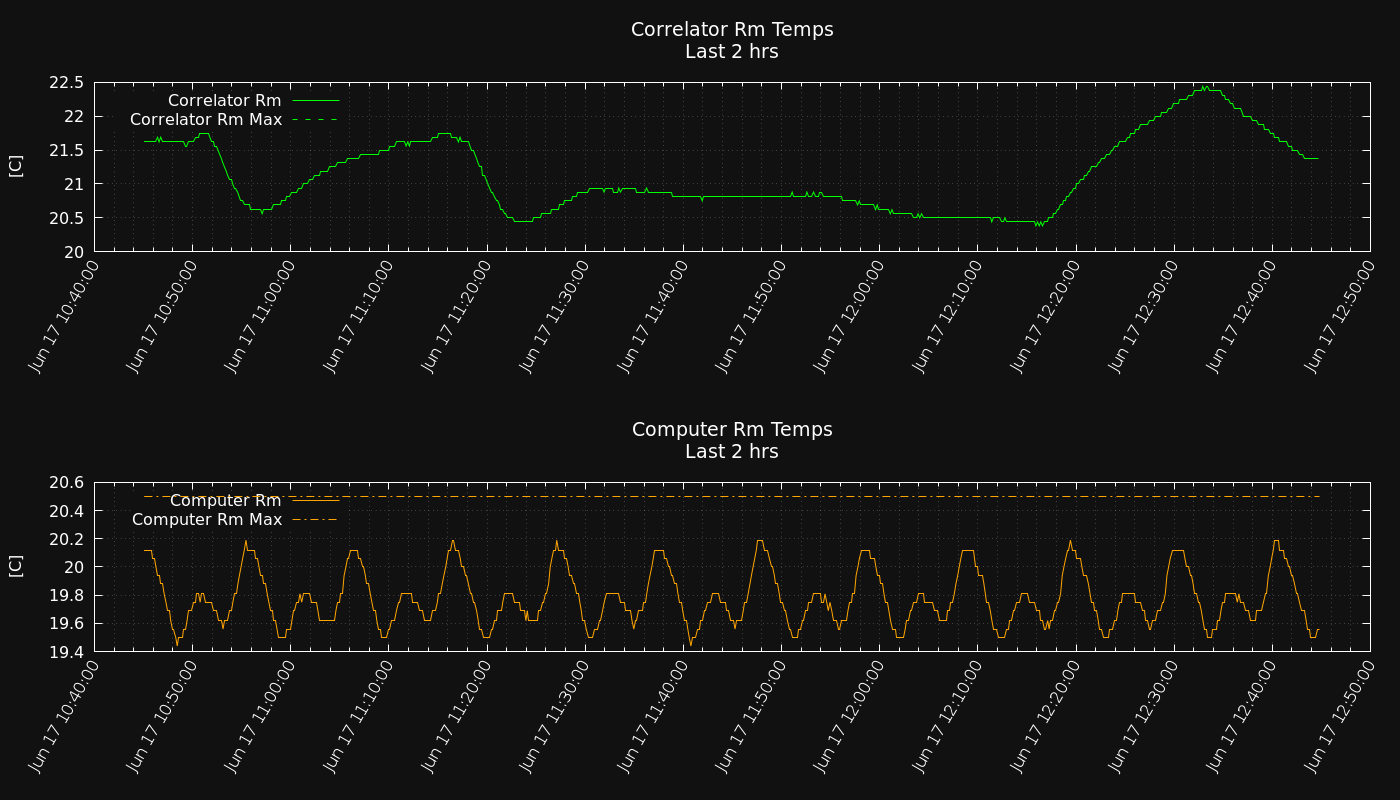 Correlator Rm Temps
Last 2 hrs
22.5
22
21.5
21
20.5
20
[C]
Correlator Rm
Correlator Rm Max
Jun 17 10:40:00
Jun 17 10:50:00
Jun 17 11:00:00
Jun 17 11:10:00
Jun 17 11:20:00
Jun 17 11:30:00
Jun 17 11:40:00
Jun 17 11:50:00
Jun 17 12:00:00
Jun 17 12:10:00
Jun 17 12:20:00
Jun 17 12:30:00
Jun 17 12:40:00
Jun 17 12:50:00
Computer Rm Temps
Last 2 hrs
20.6
20.4
20.2
20
19.8
19.6
19.4
[C]
Computer Rm
Computer Rm Max
Jun 17 10:40:00
Jun 17 10:50:00
Jun 17 11:00:00
Jun 17 11:10:00
Jun 17 11:20:00
Jun 17 11:30:00
Jun 17 11:40:00
Jun 17 11:50:00
Jun 17 12:00:00
Jun 17 12:10:00
Jun 17 12:20:00
Jun 17 12:30:00
Jun 17 12:40:00
Jun 17 12:50:00